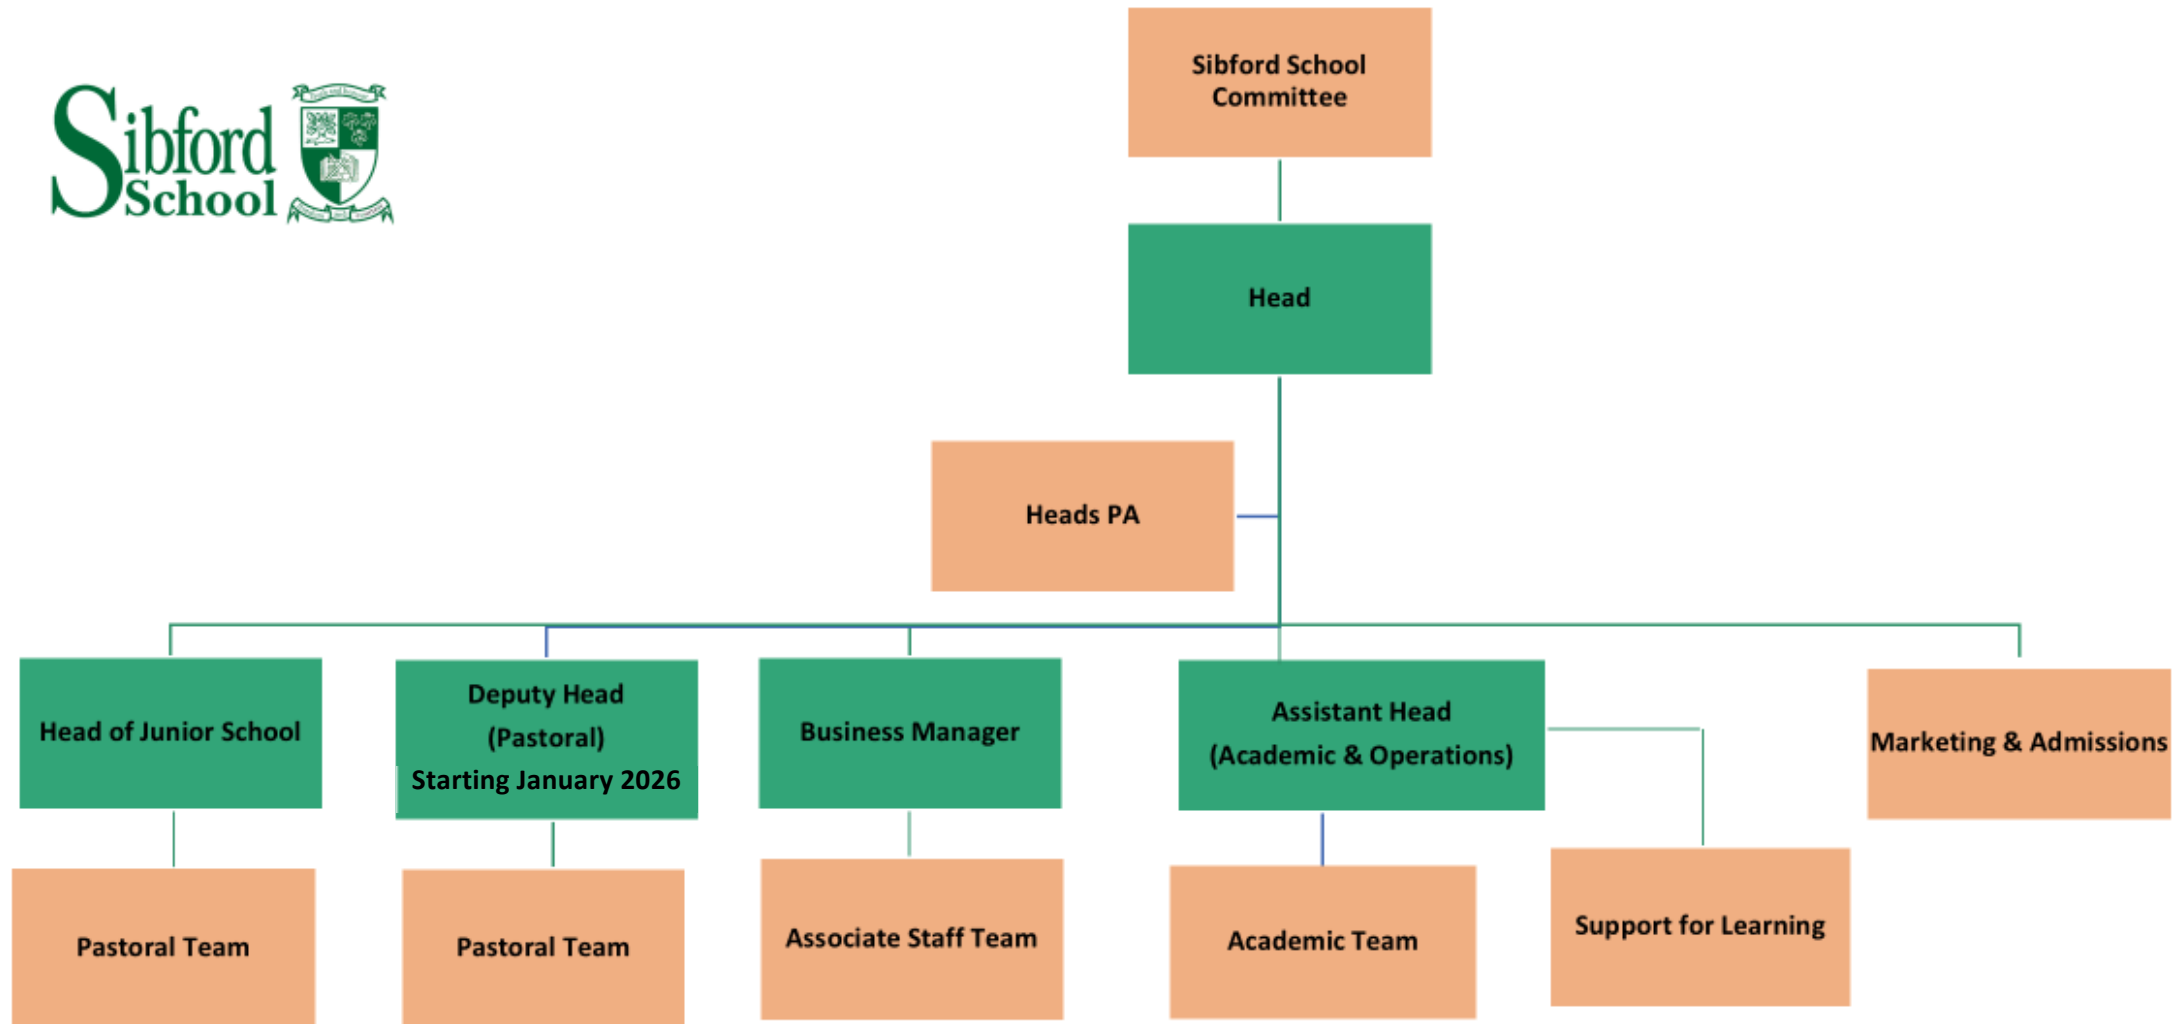 Sibford
School
Sibford School
Committee
Head
Heads PA
Head of Junior School
Deputy Head
(Pastoral)
Starting January 2026
Business Manager
Assistant Head
(Academic & Operations)
Marketing & Admissions
Pastoral Team
Pastoral Team
Associate Staff Team
Academic Team
Support for Learning